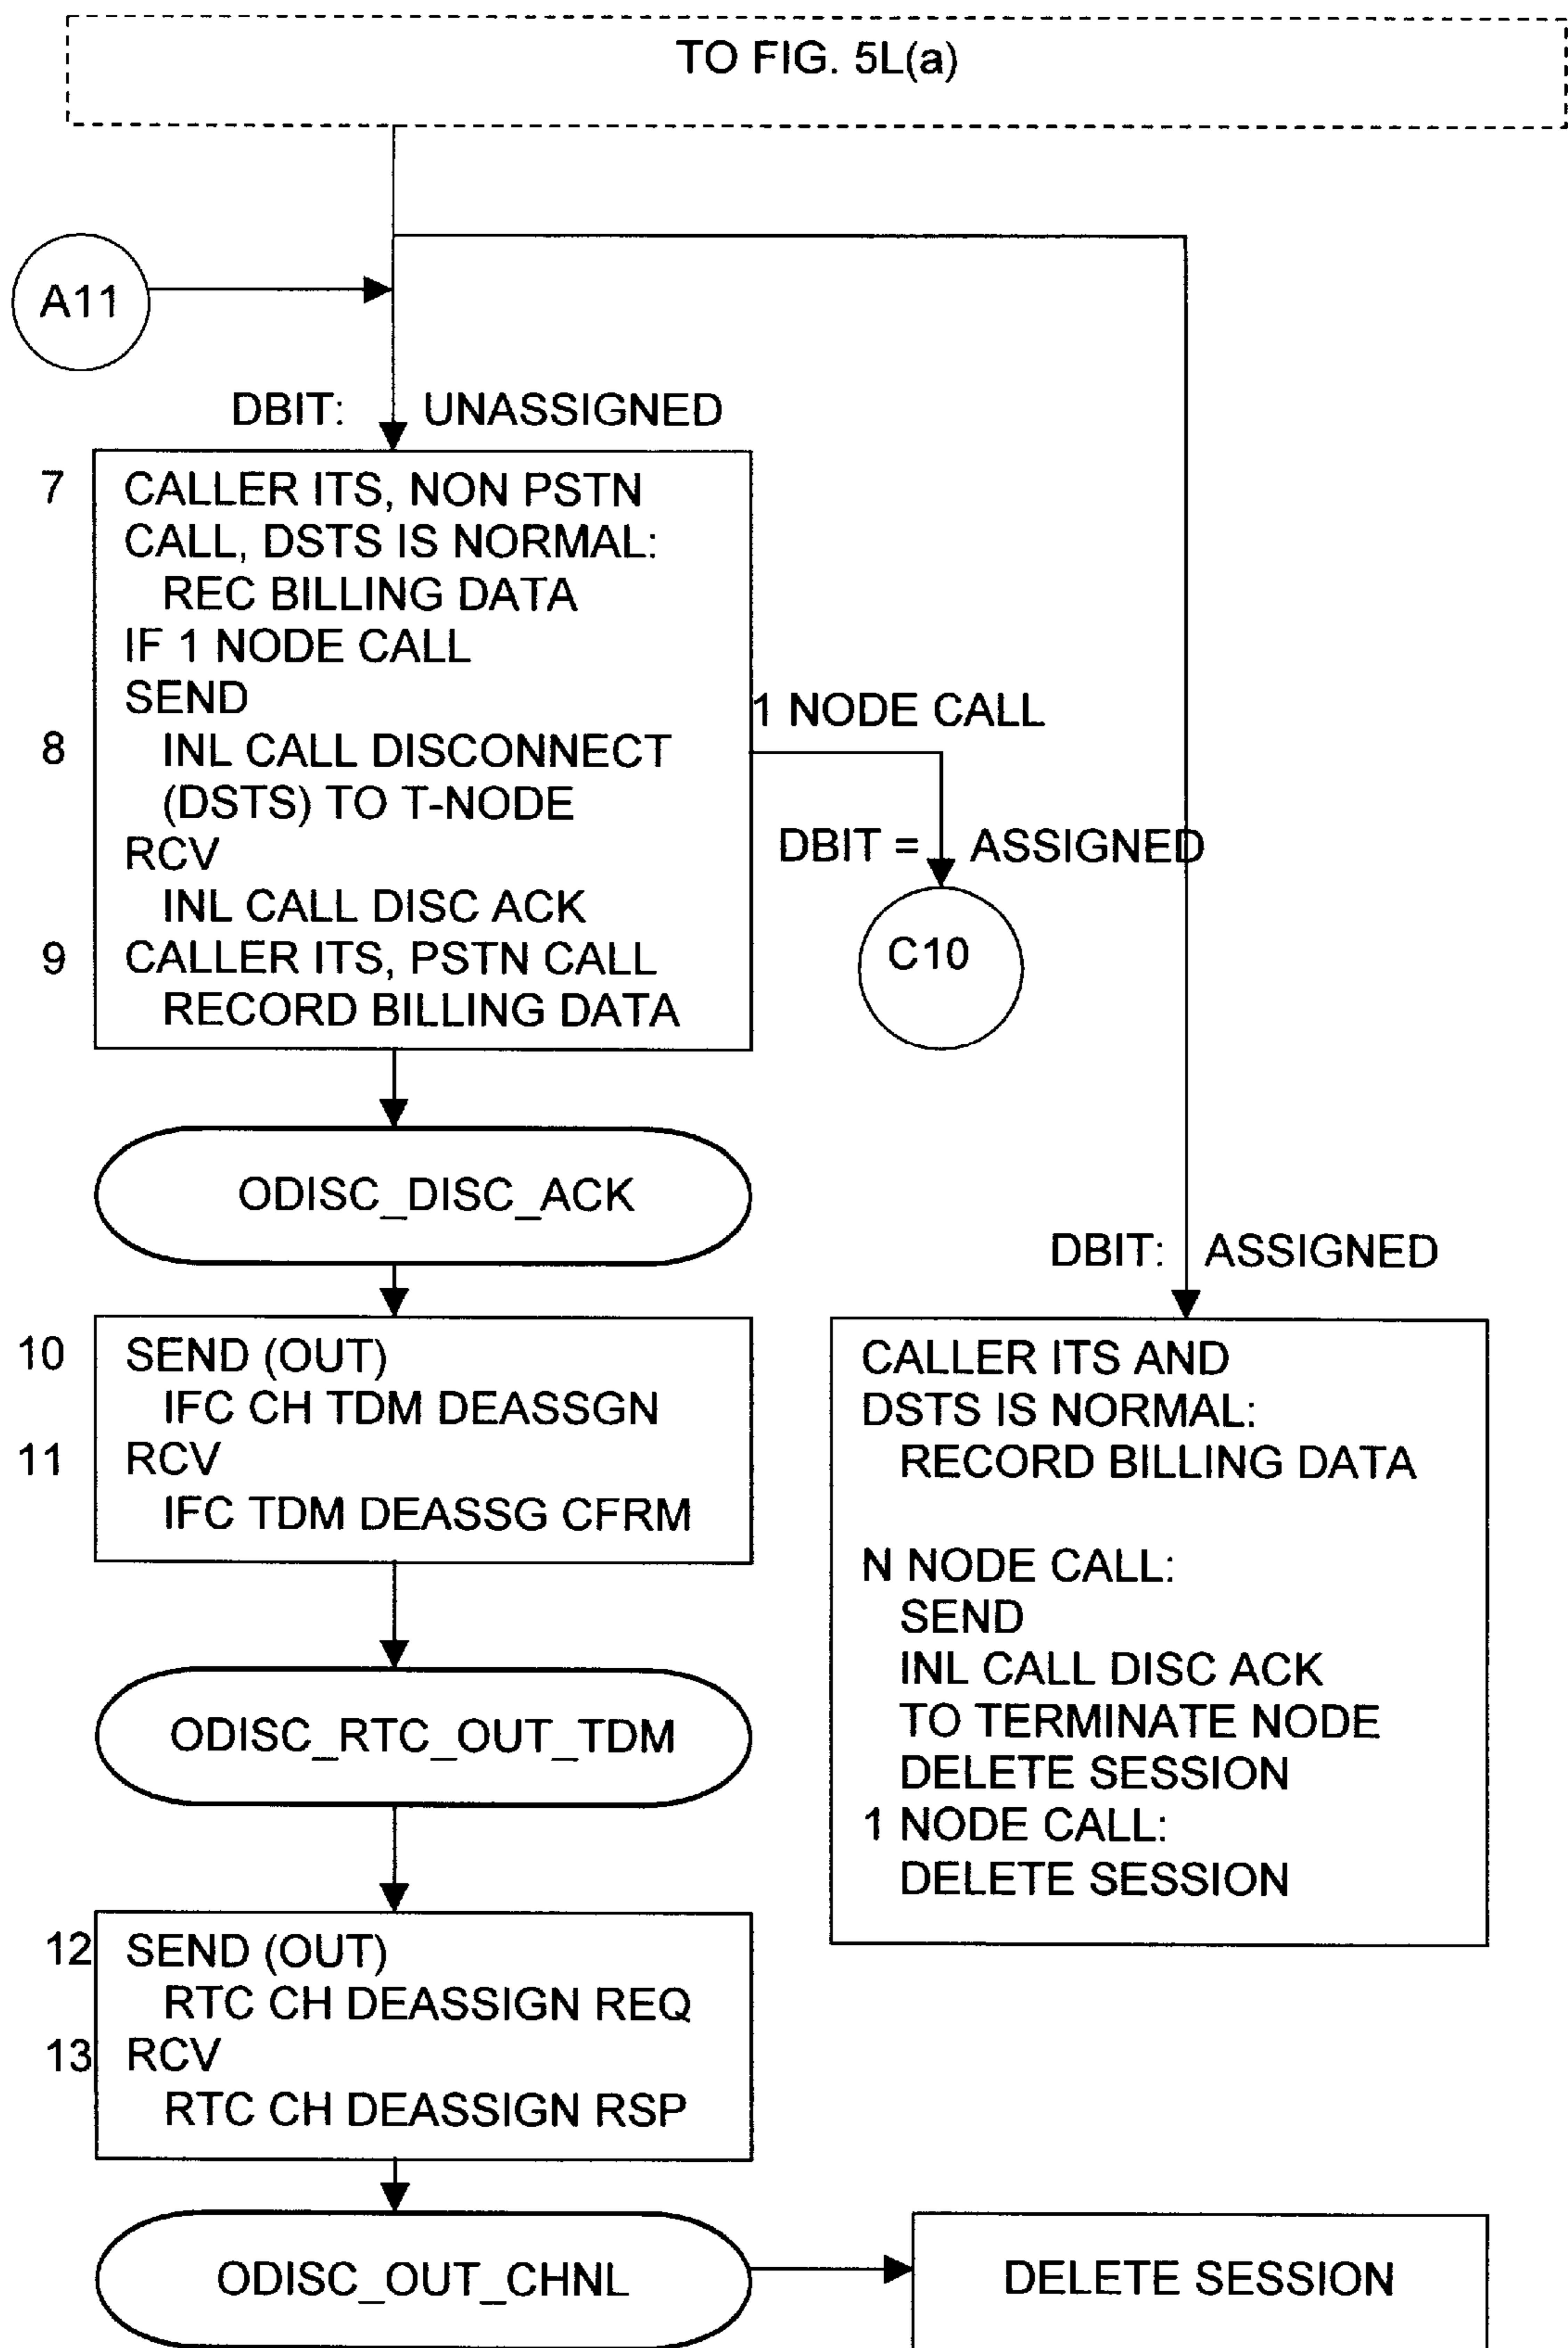 TO FIG. 5L(a)
A11
DBIT: UNASSIGNED
7 CALLER ITS, NON PSTN
CALL, DSTS IS NORMAL:
REC BILLING DATA
IF 1 NODE CALL
SEND
8 INL CALL DISCONNECT
(DSTS) TO T-NODE
RCV
INL CALL DISC ACK
9 CALLER ITS, PSTN CALL
RECORD BILLING DATA
1 NODE CALL
DBIT = ASSIGNED
C10
ODISC_DISC_ACK
10 SEND (OUT)
IFC CH TDM DEASSGN
11 RCV
IFC TDM DEASSG CFRM
ODISC_RTC_OUT_TDM
12 SEND (OUT)
RTC CH DEASSIGN REQ
13 RCV
RTC CH DEASSIGN RSP
ODISC_OUT_CHNL
DBIT: ASSIGNED
CALLER ITS AND
DSTS IS NORMAL:
RECORD BILLING DATA
N NODE CALL:
SEND
INL CALL DISC ACK
TO TERMINATE NODE
DELETE SESSION
1 NODE CALL:
DELETE SESSION
DELETE SESSION